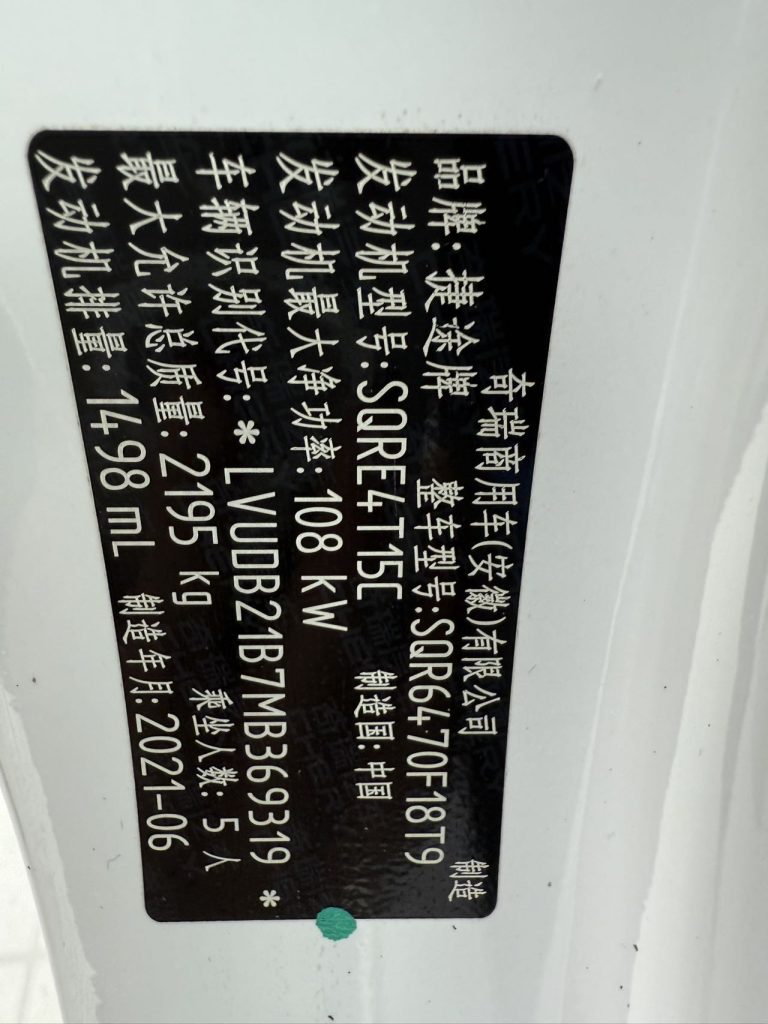 奇瑞商用车(安徽)有限公司 制造
品牌: 捷途牌 整车型号:SQR6470F18T9
发动机型号:SQRE4T15C 制造国:中国
发动机最大净功率:108 kW
车辆识别代号:*LVUDB21B7MB369319*
最大允许总质量:2195 kg 乘坐人数: 5 人
发动机排量:1498 mL 制造年月:2021-06